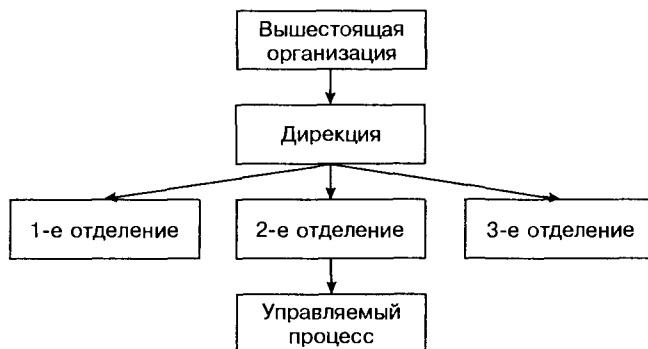 Вышестоящая
организация
Дирекция
1-е отделение
2-е отделение
3-е отделение
Управляемый
процесс